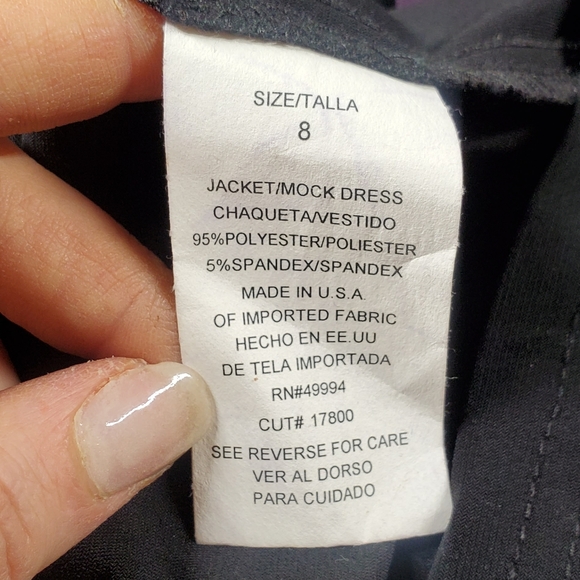 SIZE/TALLA
8
JACKET/MOCK DRESS
CHAQUETA/VESTIDO
95%POLYESTER/POLIESTER
5%SPANDEX/SPANDEX
MADE IN U.S.A.
OF IMPORTED FABRIC
HECHO EN EE.UU
DE TELA IMPORTADA
RN#49994
CUT# 17800
SEE REVERSE FOR CARE
VER AL DORSO
PARA CUIDADO